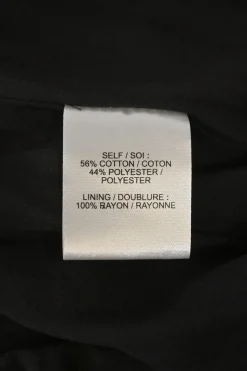 SELF / SOI :
56% COTTON / COTON
44% POLYESTER /
POLYESTER
LINING / DOUBLURE :
100% RAYON / RAYONNE